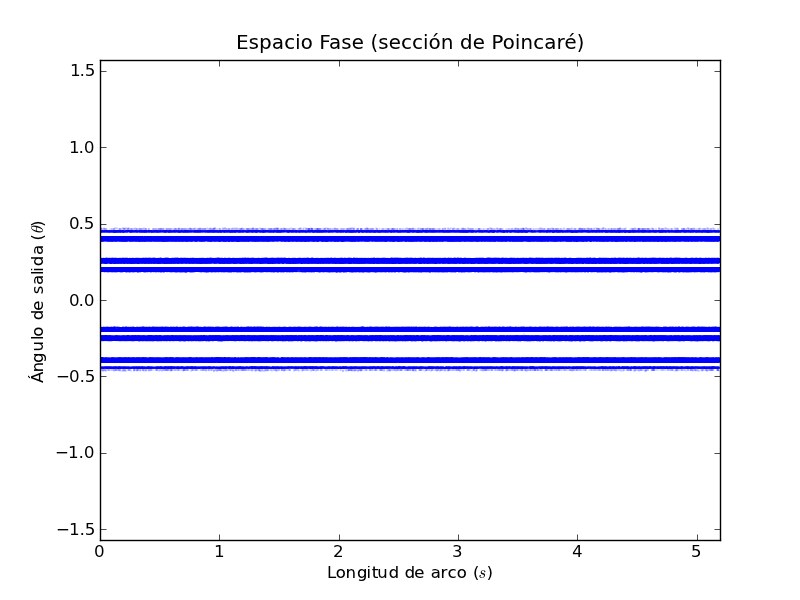 Espacio Fase (sección de Poincaré)
1.5
1.0
0.5
0.0
−0.5
−1.0
−1.5
Ángulo de salida (θ)
0 1 2 3 4 5
Longitud de arco (s)